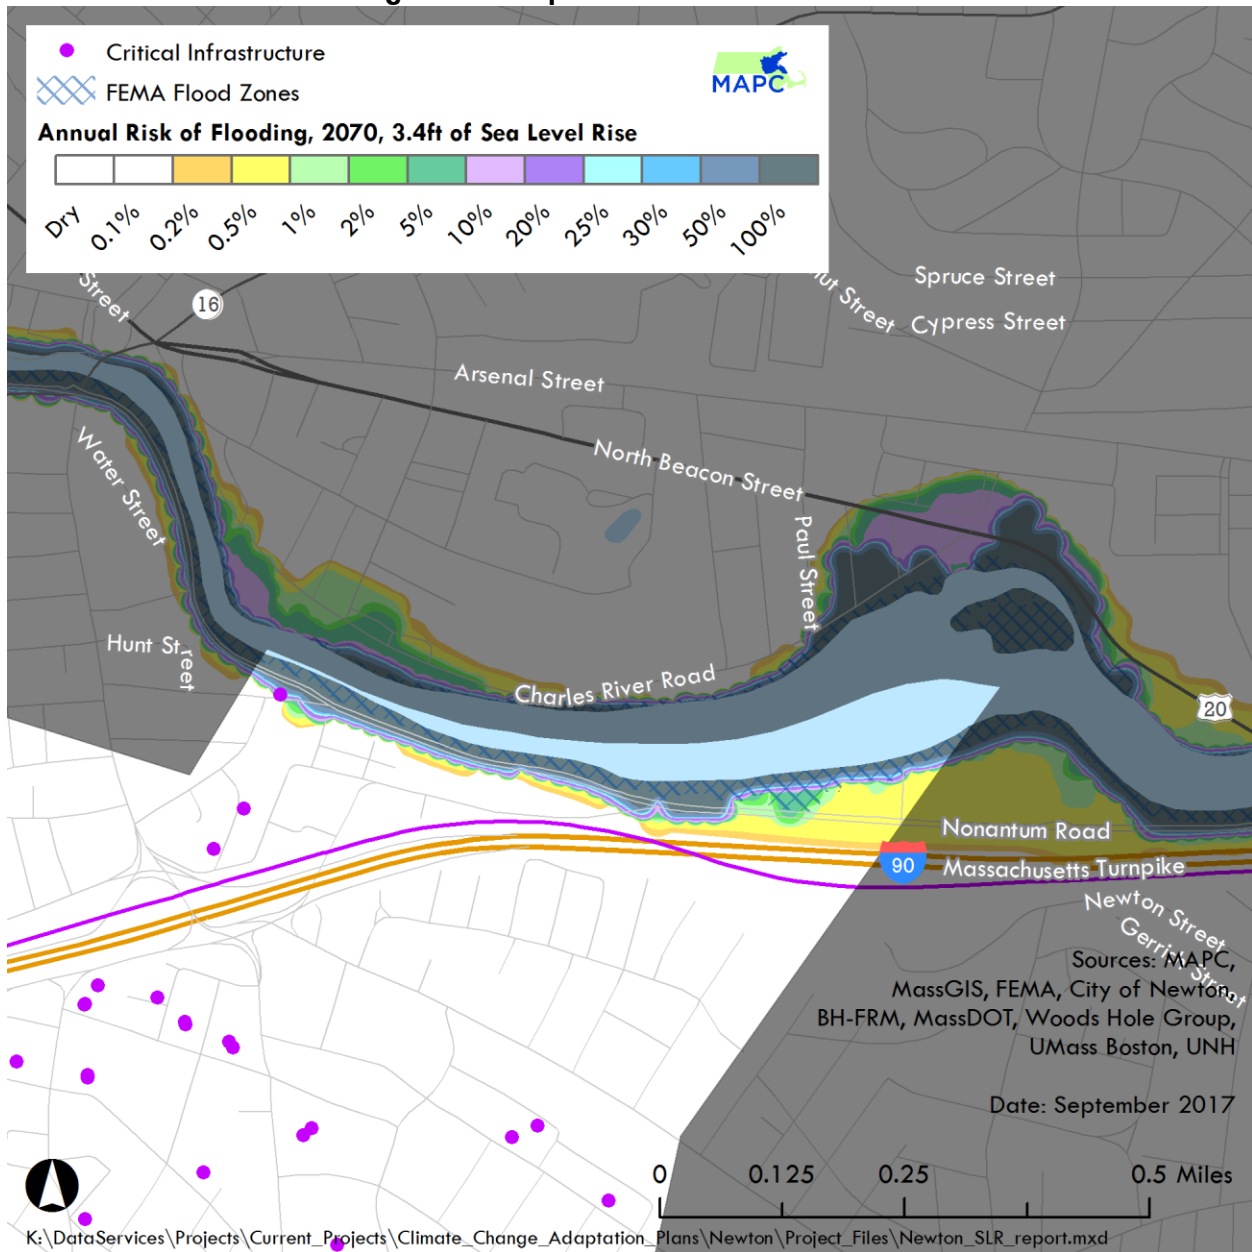 Critical Infrastructure
FEMA Flood Zones
MAPC
Annual Risk of Flooding, 2070, 3.4ft of Sea Level Rise
Dry 0.1% 0.2% 0.5% 1% 2% 5% 10% 20% 25% 30% 50% 100%
Street
16
Spruce Street
Street
Cypress Street
Arsenal Street
North Beacon Street
Water Street
Paul Street
Hunt Street
Charles River Road
20
Nonantum Road
90
Massachusetts Turnpike
Newton Street
Gerrish Street
Sources: MAPC,
MassGIS, FEMA, City of Newton,
BH-FRM, MassDOT, Woods Hole Group,
UMass Boston, UNH
Date: September 2017
0 0.125 0.25 0.5 Miles
K:\DataServices\Projects\Current_Projects\Climate_Change_Adaptation_Plans\Newton\Project_Files\Newton_SLR_report.mxd